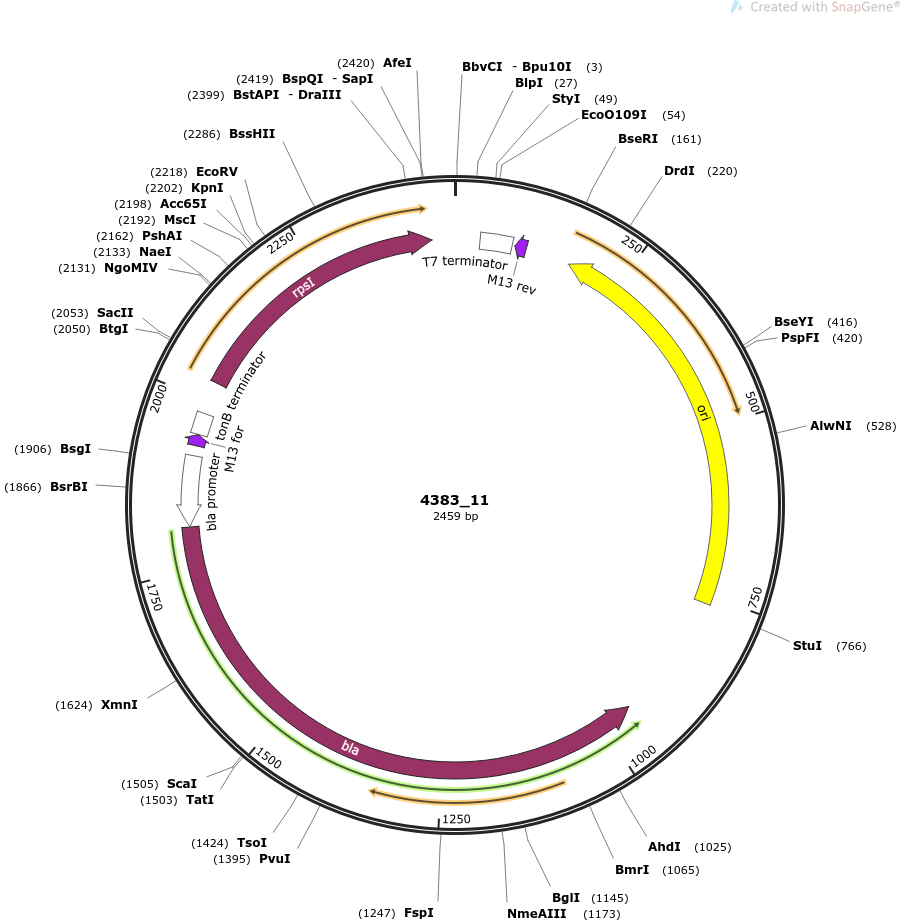 Created with SnapGene®
(2420) AfeI
(2419) BspQI - SapI
(2399) BstAPI - DraIII
(2286) BssHII
(2218) EcoRV
(2202) KpnI
(2198) Acc65I
(2192) MscI
(2162) PshAI
(2133) NaeI
(2131) NgoMIV
(2053) SacII
(2050) BtgI
(1906) BsgI
(1866) BsrBI
(1624) XmnI
(1505) ScaI
(1503) TatI
(1424) TsoI
(1395) PvuI
(1247) FspI
BbvCI - Bpu10I (3)
BlpI (27)
StyI (49)
EcoO109I (54)
BseRI (161)
DrdI (220)
BseYI (416)
PspFI (420)
AlwNI (528)
StuI (766)
AhdI (1025)
BmrI (1065)
BglI (1145)
NmeAIII (1173)
250
500
750
1000
1250
1500
1750
2000
2250
T7 terminator
M13 rev
ori
rpsI
tonB terminator
M13 for
bla promoter
bla
4383_11
2459 bp